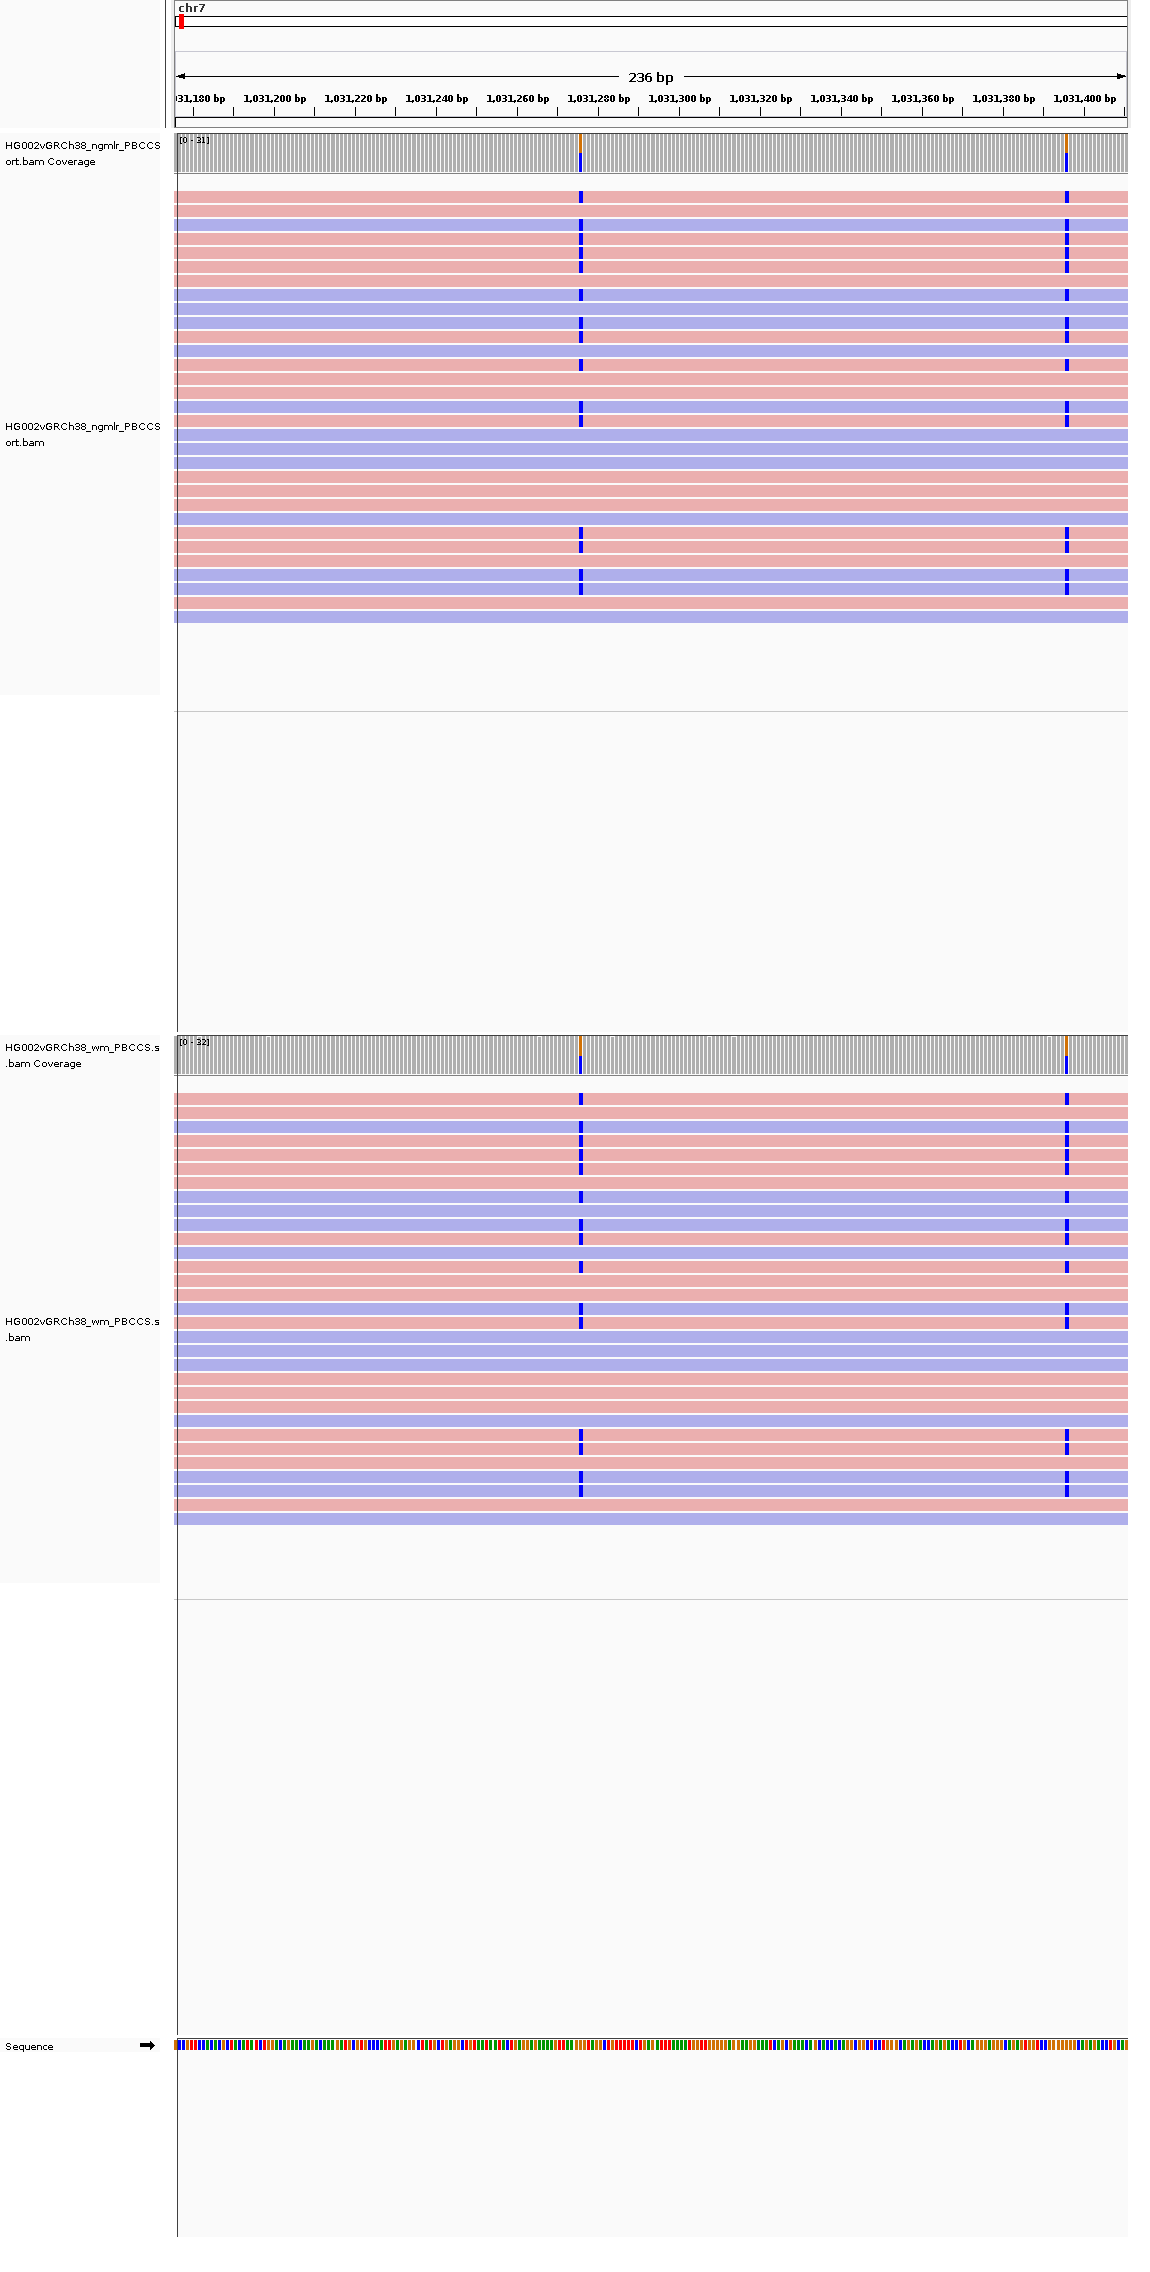 chr7
236 bp
31,180 bp 1,031,200 bp 1,031,220 bp 1,031,240 bp 1,031,260 bp 1,031,280 bp 1,031,300 bp 1,031,320 bp 1,031,340 bp 1,031,360 bp 1,031,380 bp 1,031,400 bp
HG002vGRCh38_ngmlr_PBCCS
ort.bam Coverage
[0 - 31]
HG002vGRCh38_ngmlr_PBCCS
ort.bam
HG002vGRCh38_wm_PBCCS.s
.bam Coverage
[0 - 32]
HG002vGRCh38_wm_PBCCS.s
.bam
Sequence